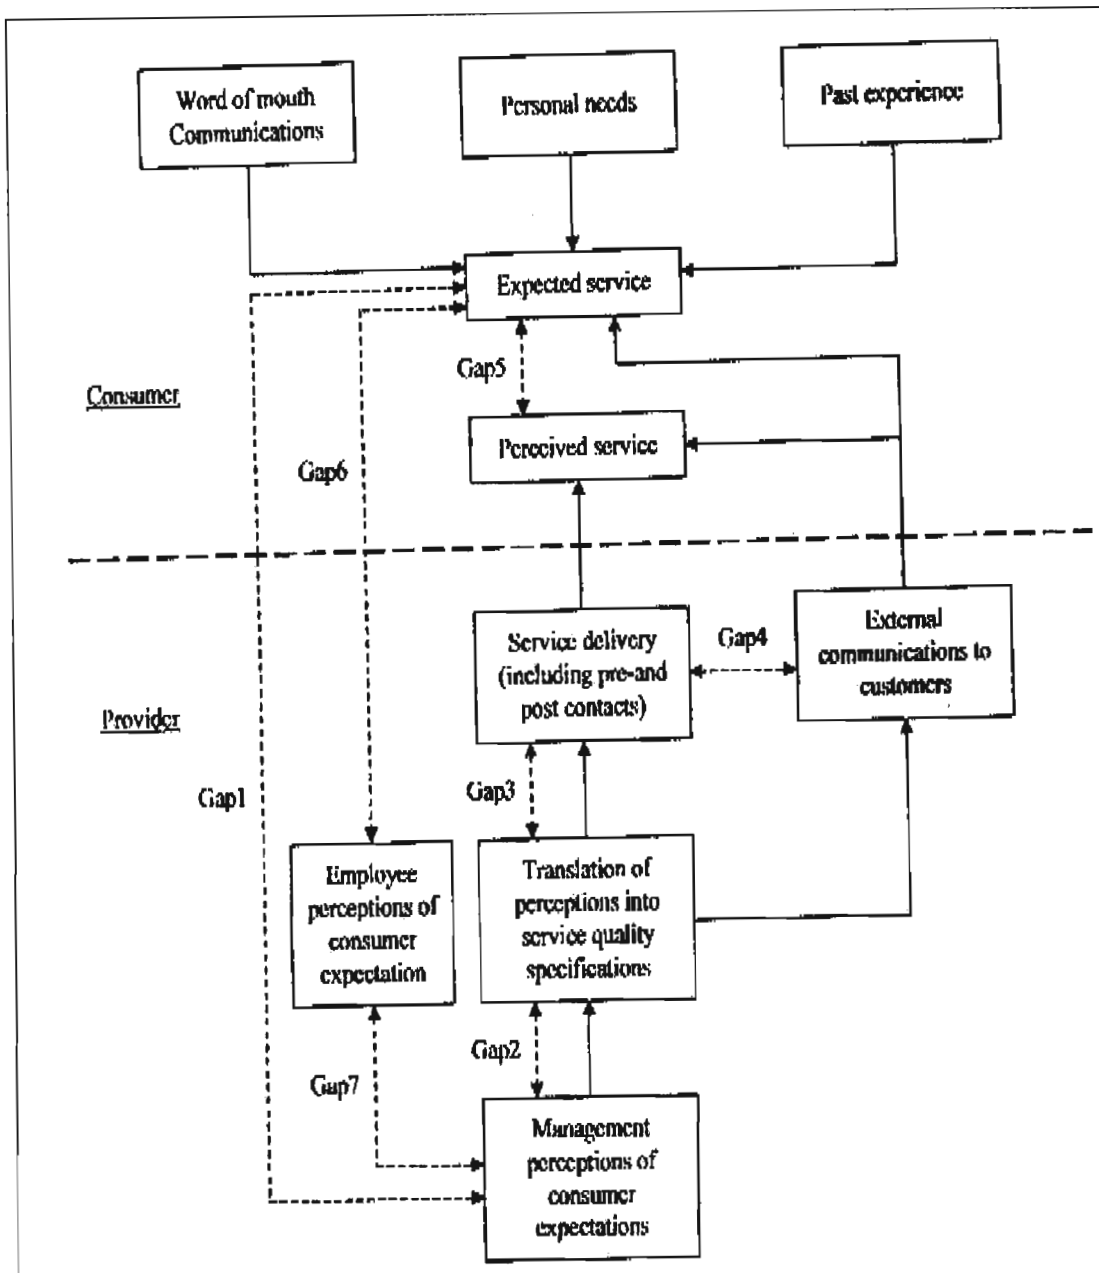 Word of mouth
Communications
Personal needs
Past experience
Expected service
Gap5
Consumer
Perceived service
Gap6
Service delivery
(including pre-and
post contacts)
Gap4
External
communications to
customers
Provider
Gap1
Gap3
Employee
perceptions of
consumer
expectation
Translation of
perceptions into
service quality
specifications
Gap2
Gap7
Management
perceptions of
consumer
expectations